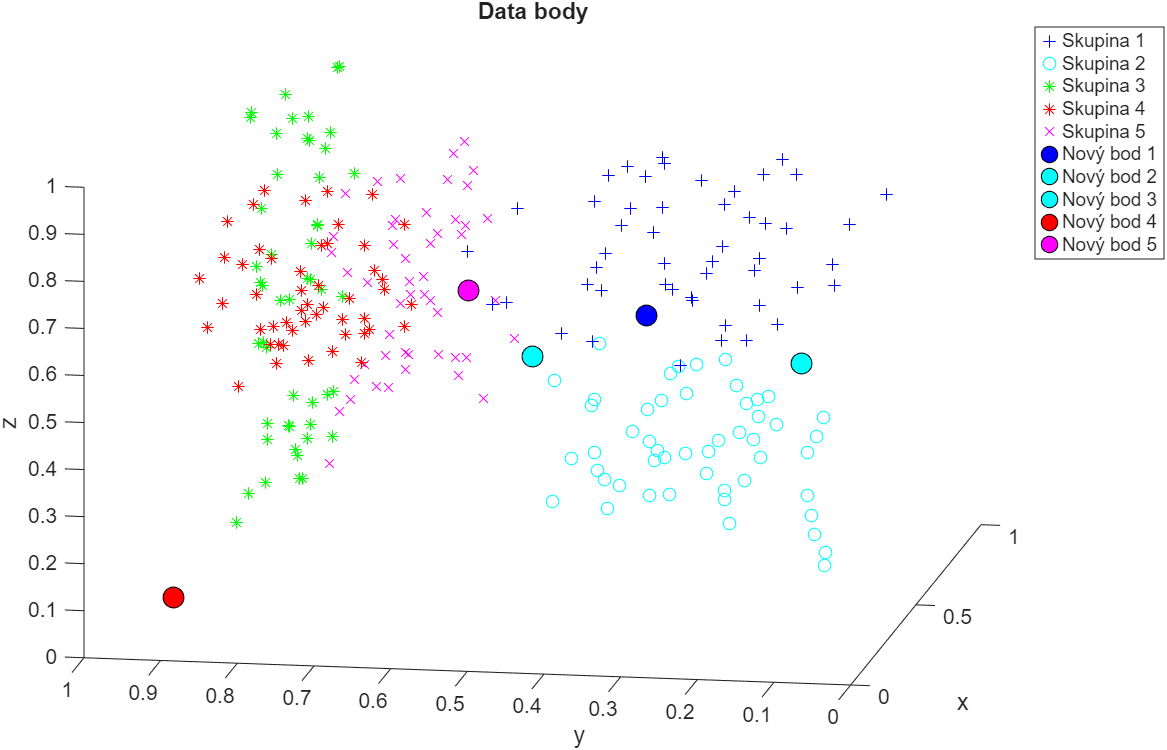 Data body
Skupina 1
Skupina 2
Skupina 3
Skupina 4
Skupina 5
Nový bod 1
Nový bod 2
Nový bod 3
Nový bod 4
Nový bod 5
1
0.9
0.8
0.7
0.6
0.5
0.4
0.3
0.2
0.1
0
z
1
0.9
0.8
0.7
0.6
0.5
0.4
0.3
0.2
0.1
0
y
0
0.5
1
x